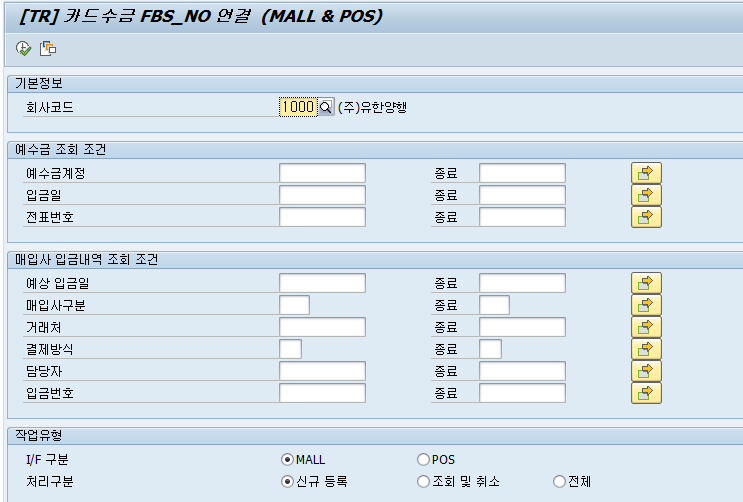 [TR] 카드수금 FBS_NO 연결 (MALL & POS)
기본정보
회사코드 1000 (주)유한양행
예수금 조회 조건
예수금계정 종료
입금일 종료
전표번호 종료
매입사 입금내역 조회 조건
예상 입금일 종료
매입사구분 종료
거래처 종료
결제방식 종료
담당자 종료
입금번호 종료
작업유형
I/F 구분 MALL POS
처리구분 신규 등록 조회 및 취소 전체